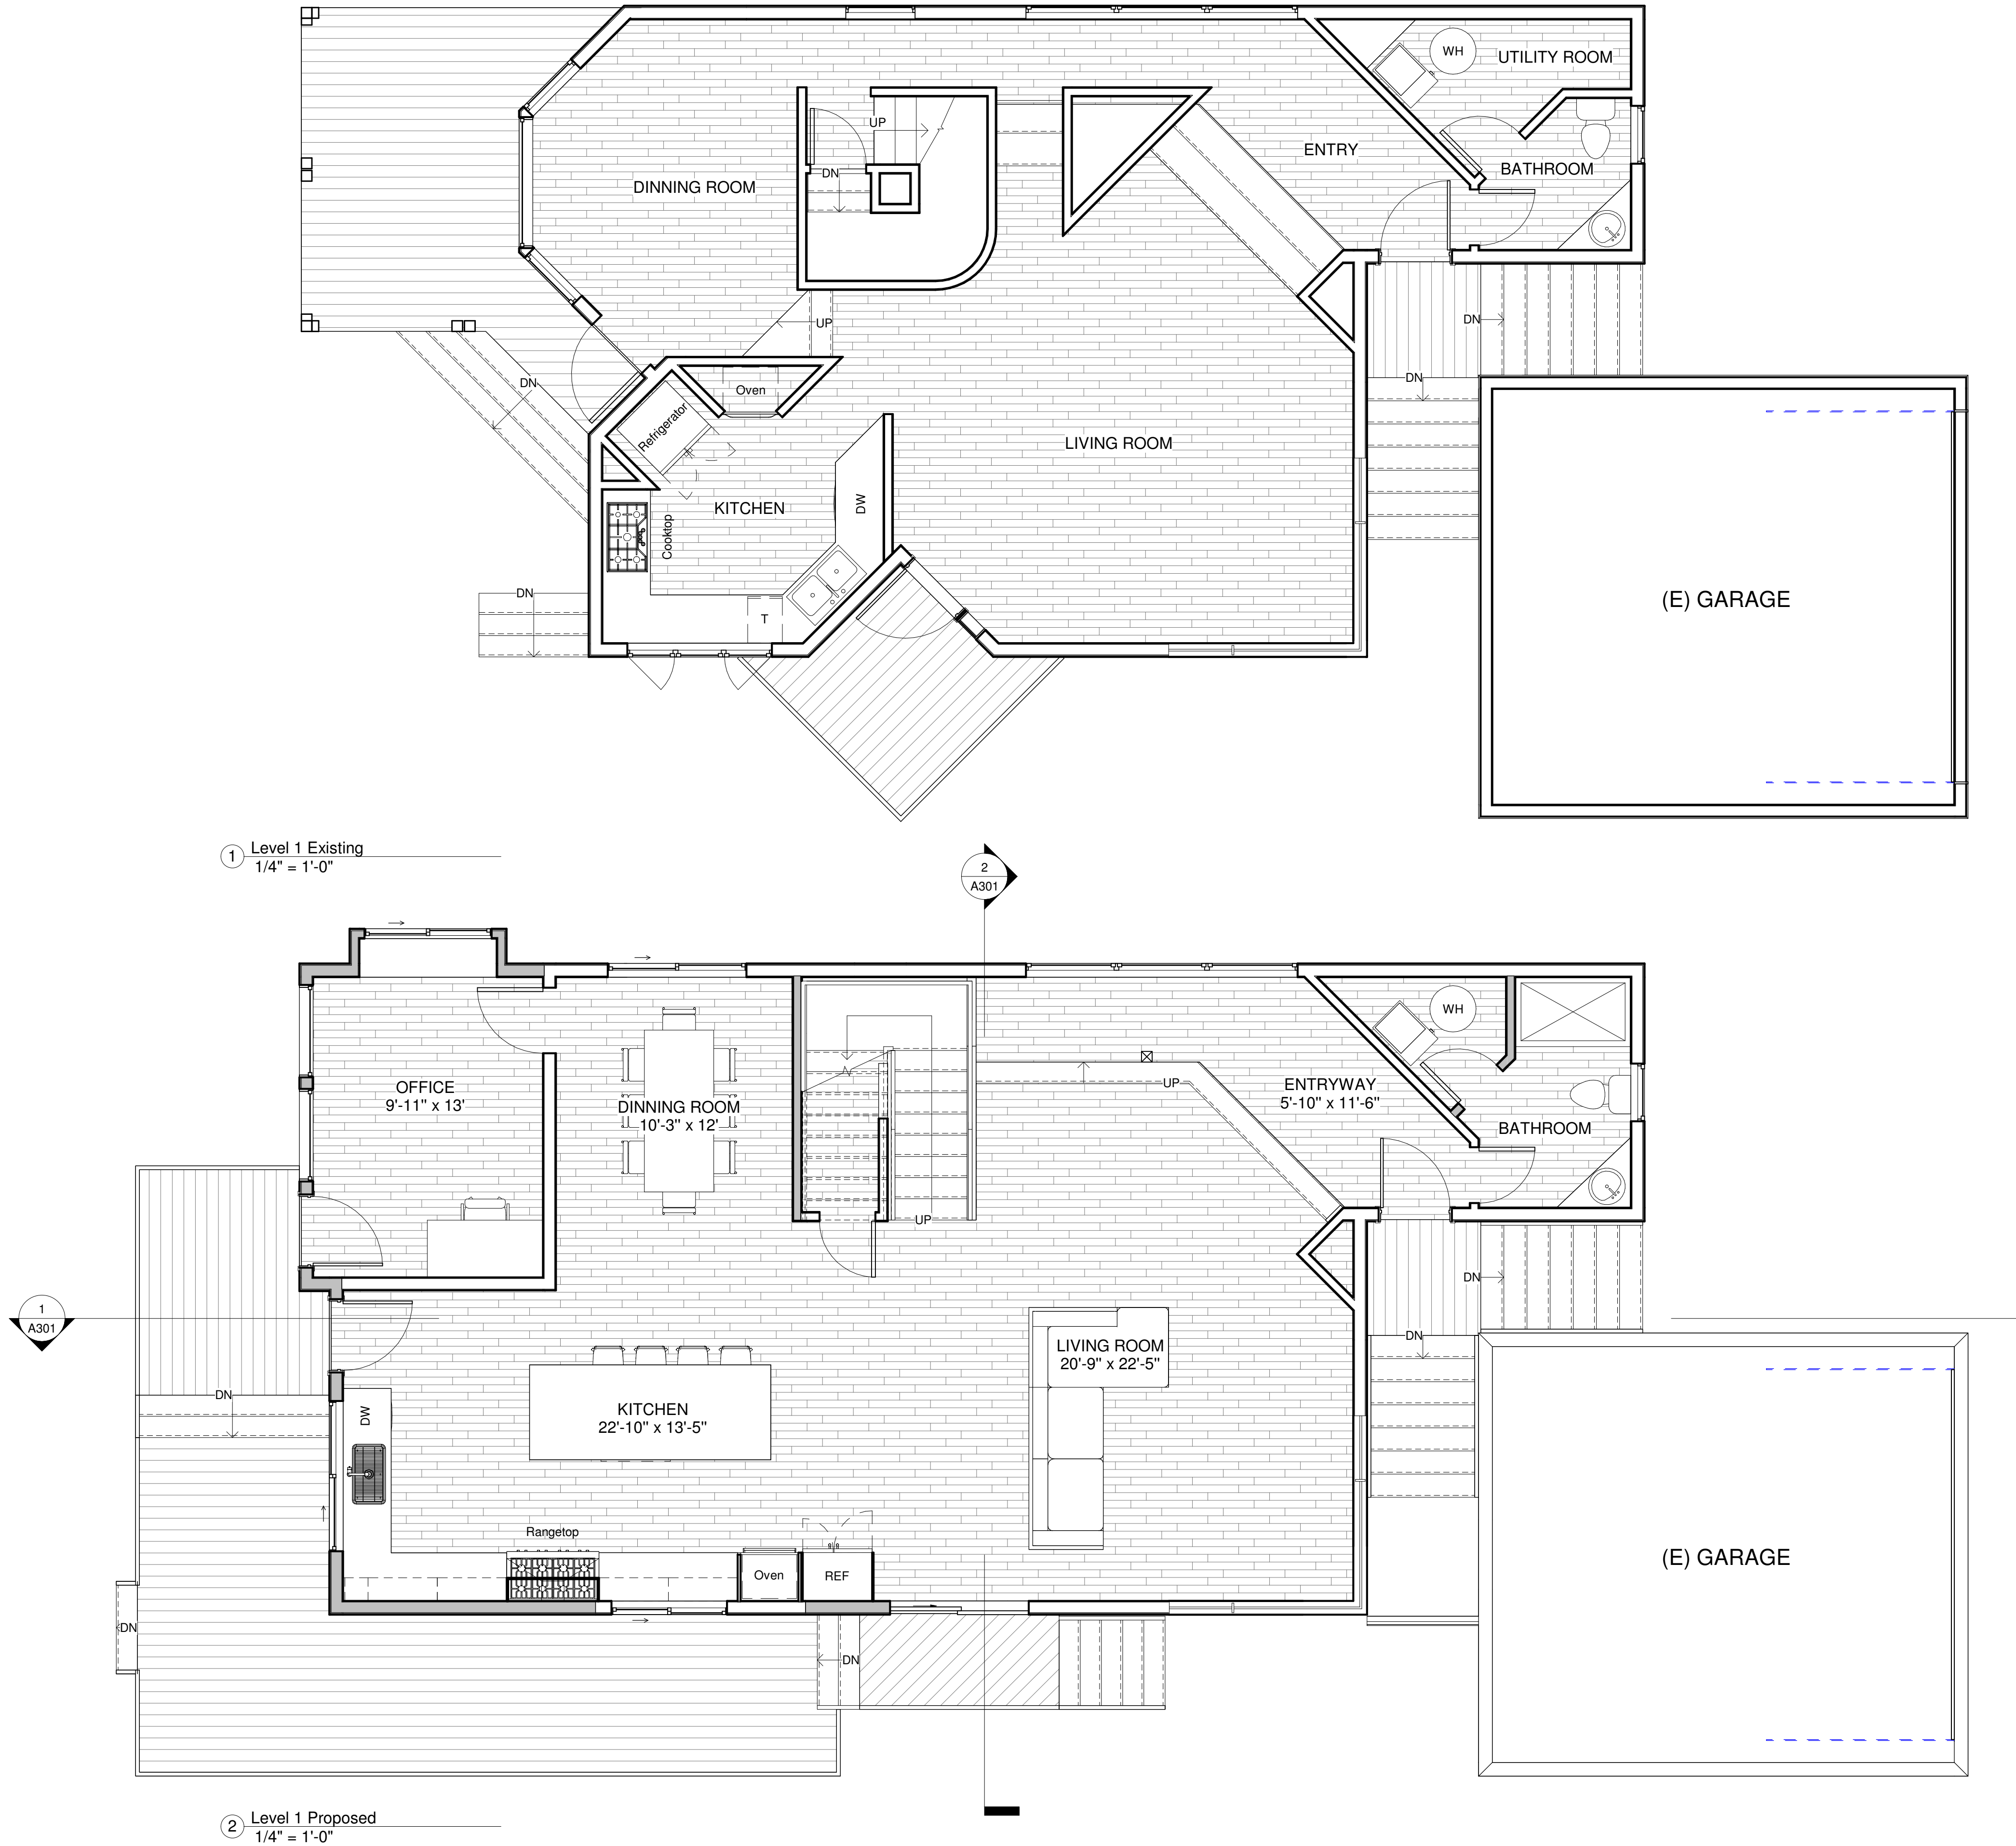 WH
UTILITY ROOM
UP
ENTRY
BATHROOM
DN
DINNING ROOM
UP
DN
DN
DN
Oven
Refrigerator
LIVING ROOM
KITCHEN
DW
Cooktop
DN
T
(E) GARAGE
1
Level 1 Existing
1/4" = 1'-0"
2
A301
WH
OFFICE
9'-11" x 13'
DINNING ROOM
10'-3" x 12'
UP
ENTRYWAY
5'-10" x 11'-6"
BATHROOM
UP
DN
1
A301
DN
LIVING ROOM
20'-9" x 22'-5"
DN
DW
KITCHEN
22'-10" x 13'-5"
Rangetop
Oven
REF
(E) GARAGE
DN
DN
2
Level 1 Proposed
1/4" = 1'-0"